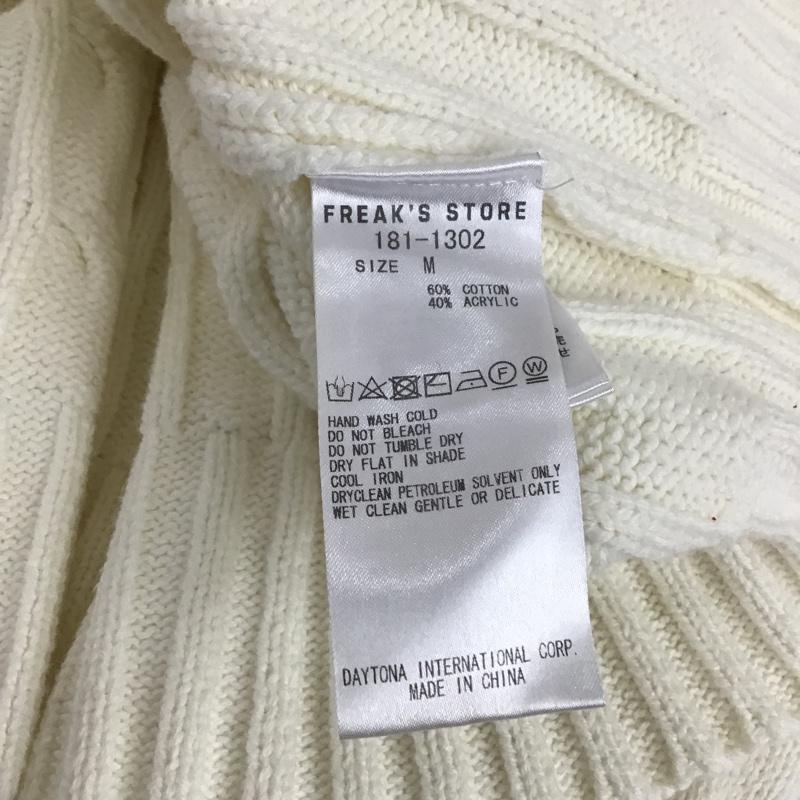 FREAK'S STORE
181-1302
SIZE M
60% COTTON
40% ACRYLIC
F W
HAND WASH COLD
DO NOT BLEACH
DO NOT TUMBLE DRY
DRY FLAT IN SHADE
COOL IRON
DRYCLEAN PETROLEUM SOLVENT ONLY
WET CLEAN GENTLE OR DELICATE
DAYTONA INTERNATIONAL CORP.
MADE IN CHINA